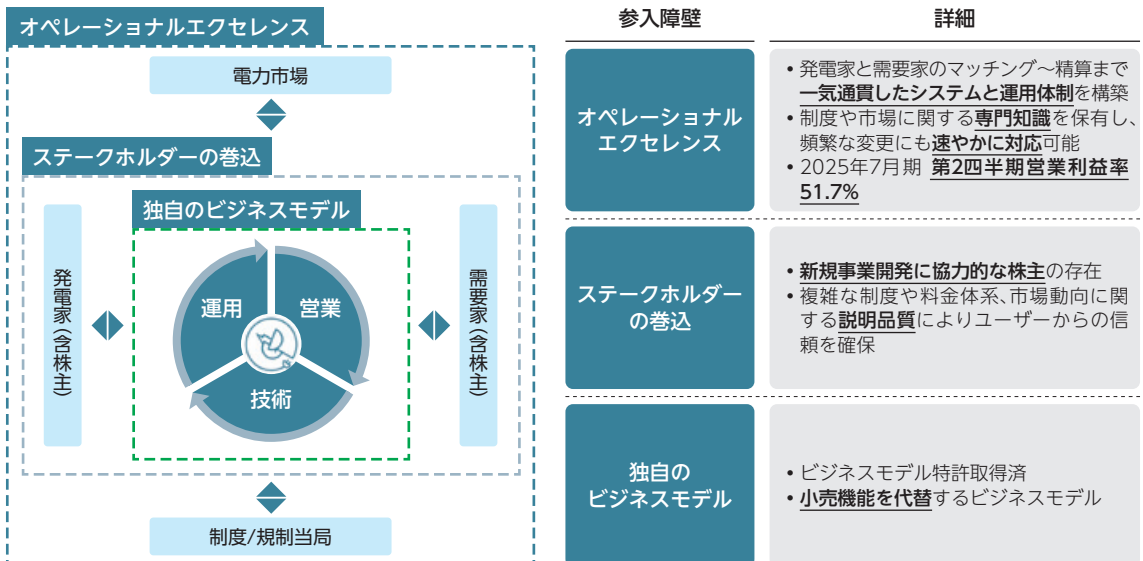 オペレーショナルエクセレンス
電力市場
ステークホルダーの巻込
独自のビジネスモデル
発電家(含株主)
運用
営業
技術
需要家(含株主)
制度/規制当局
参入障壁
詳細
オペレーショナル
エクセレンス
• 発電家と需要家のマッチング～精算まで
一気通貫したシステムと運用体制を構築
• 制度や市場に関する専門知識を保有し、
頻繁な変更にも速やかに対応可能
• 2025年7月期 第2四半期営業利益率
51.7%
ステークホルダー
の巻込
• 新規事業開発に協力的な株主の存在
• 複雑な制度や料金体系、市場動向に関
する説明品質によりユーザーからの信
頼を確保
独自の
ビジネスモデル
• ビジネスモデル特許取得済
• 小売機能を代替するビジネスモデル